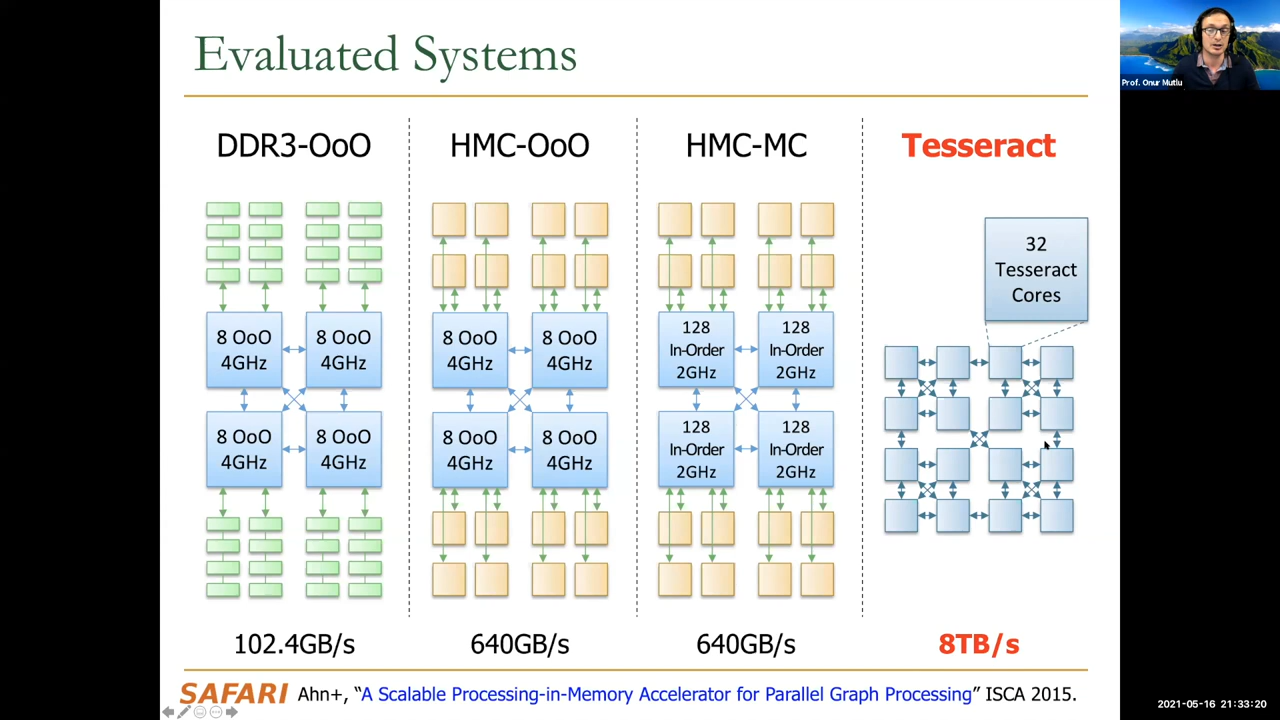 Evaluated Systems
Prof. Onur Mutlu
DDR3-OoO
HMC-OoO
HMC-MC
Tesseract
32
Tesseract
Cores
8 OoO
4GHz
8 OoO
4GHz
8 OoO
4GHz
8 OoO
4GHz
8 OoO
4GHz
8 OoO
4GHz
8 OoO
4GHz
8 OoO
4GHz
128
In-Order
2GHz
128
In-Order
2GHz
128
In-Order
2GHz
128
In-Order
2GHz
102.4GB/s
640GB/s
640GB/s
8TB/s
SAFARI Ahn+, “A Scalable Processing-in-Memory Accelerator for Parallel Graph Processing” ISCA 2015.
2021-05-16 21:33:20